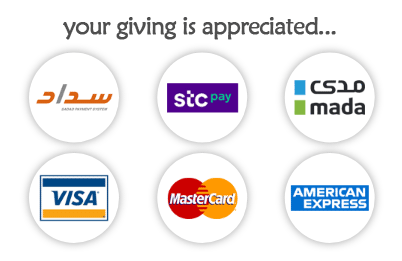 your giving is appreciated...
سداد
SADAD PAYMENT SYSTEM
stc pay
مدى
mada
VISA
MasterCard
AMERICAN
EXPRESS